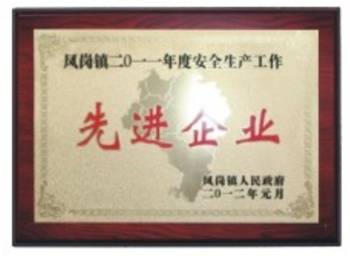 凤岗镇二〇一一年度安全生产工作
先进企业
凤岗镇人民政府
二〇一二年元月